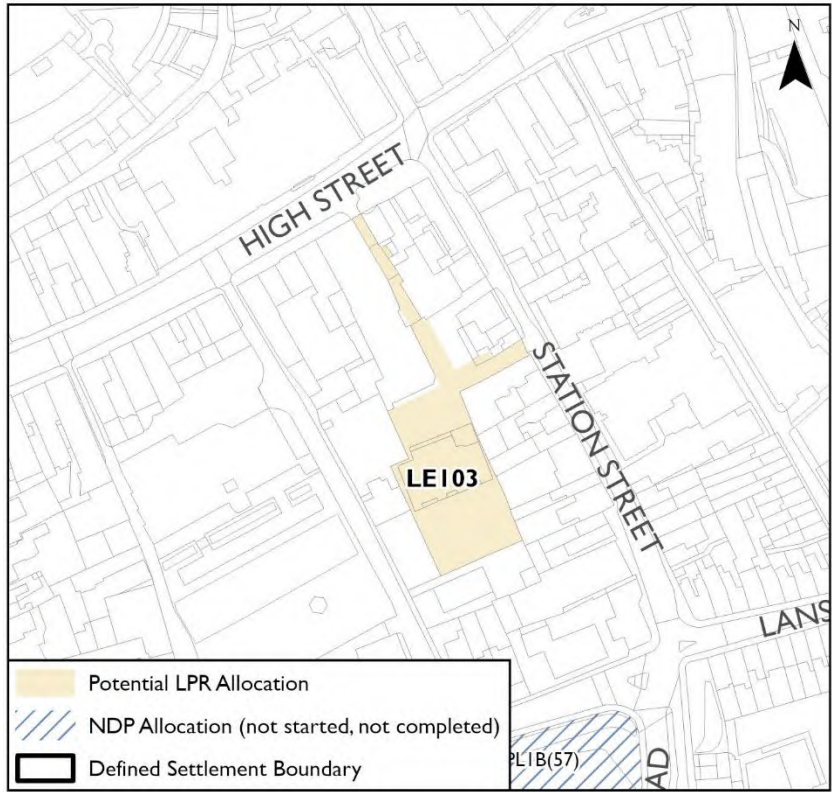 N
HIGH STREET
STATION STREET
LE103
LANS
Potential LPR Allocation
NDP Allocation (not started, not completed)
PL1B(57)
AD
Defined Settlement Boundary